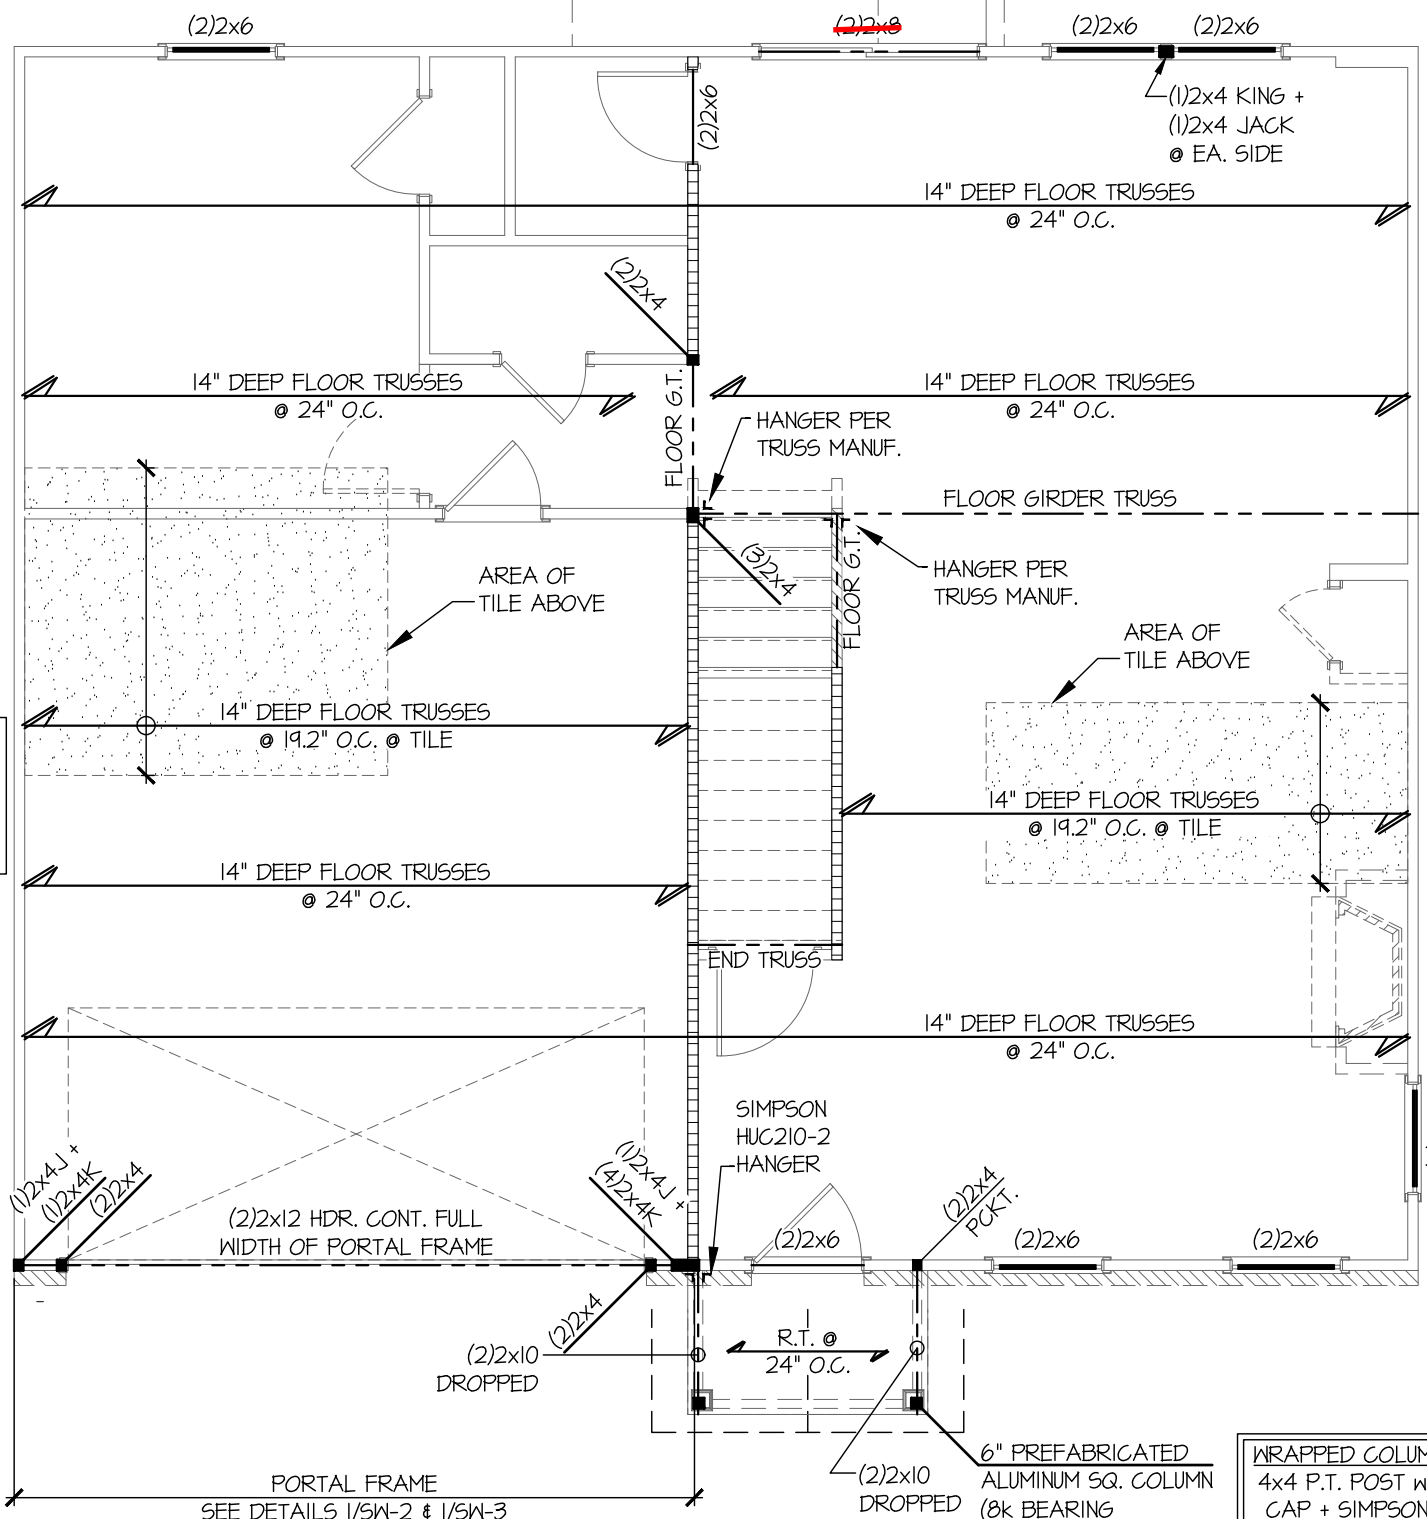 (2)2x6
(2)2x8
(2)2x6
(2)2x6
(2)2x6
(1)2x4 KING +
(1)2x4 JACK
@ EA. SIDE
14" DEEP FLOOR TRUSSES
@ 24" O.C.
(2)2x4
14" DEEP FLOOR TRUSSES
@ 24" O.C.
14" DEEP FLOOR TRUSSES
@ 24" O.C.
FLOOR G.T.
HANGER PER
TRUSS MANUF.
FLOOR GIRDER TRUSS
(3)2x4
FLOOR G.T.
HANGER PER
TRUSS MANUF.
AREA OF
TILE ABOVE
AREA OF
TILE ABOVE
14" DEEP FLOOR TRUSSES
@ 19.2" O.C. @ TILE
14" DEEP FLOOR TRUSSES
@ 19.2" O.C. @ TILE
14" DEEP FLOOR TRUSSES
@ 24" O.C.
END TRUSS
14" DEEP FLOOR TRUSSES
@ 24" O.C.
SIMPSON
HUC210-2
HANGER
(1)2x4J +
(1)2x4K
(2)2x4
(1)2x4J +
(4)2x4K
(2)2x12 HDR. CONT. FULL
WIDTH OF PORTAL FRAME
(2)2x4
PCKT.
(2)2x6
(2)2x6
(2)2x6
(2)2x4
(2)2x10
DROPPED
R.T. @
24" O.C.
(2)2x10
DROPPED
6" PREFABRICATED
ALUMINUM SQ. COLUMN
(8k BEARING
PORTAL FRAME
SEE DETAILS 1/SW-2 & 1/SW-3
WRAPPED COLUM
4x4 P.T. POST W
CAP + SIMPSON